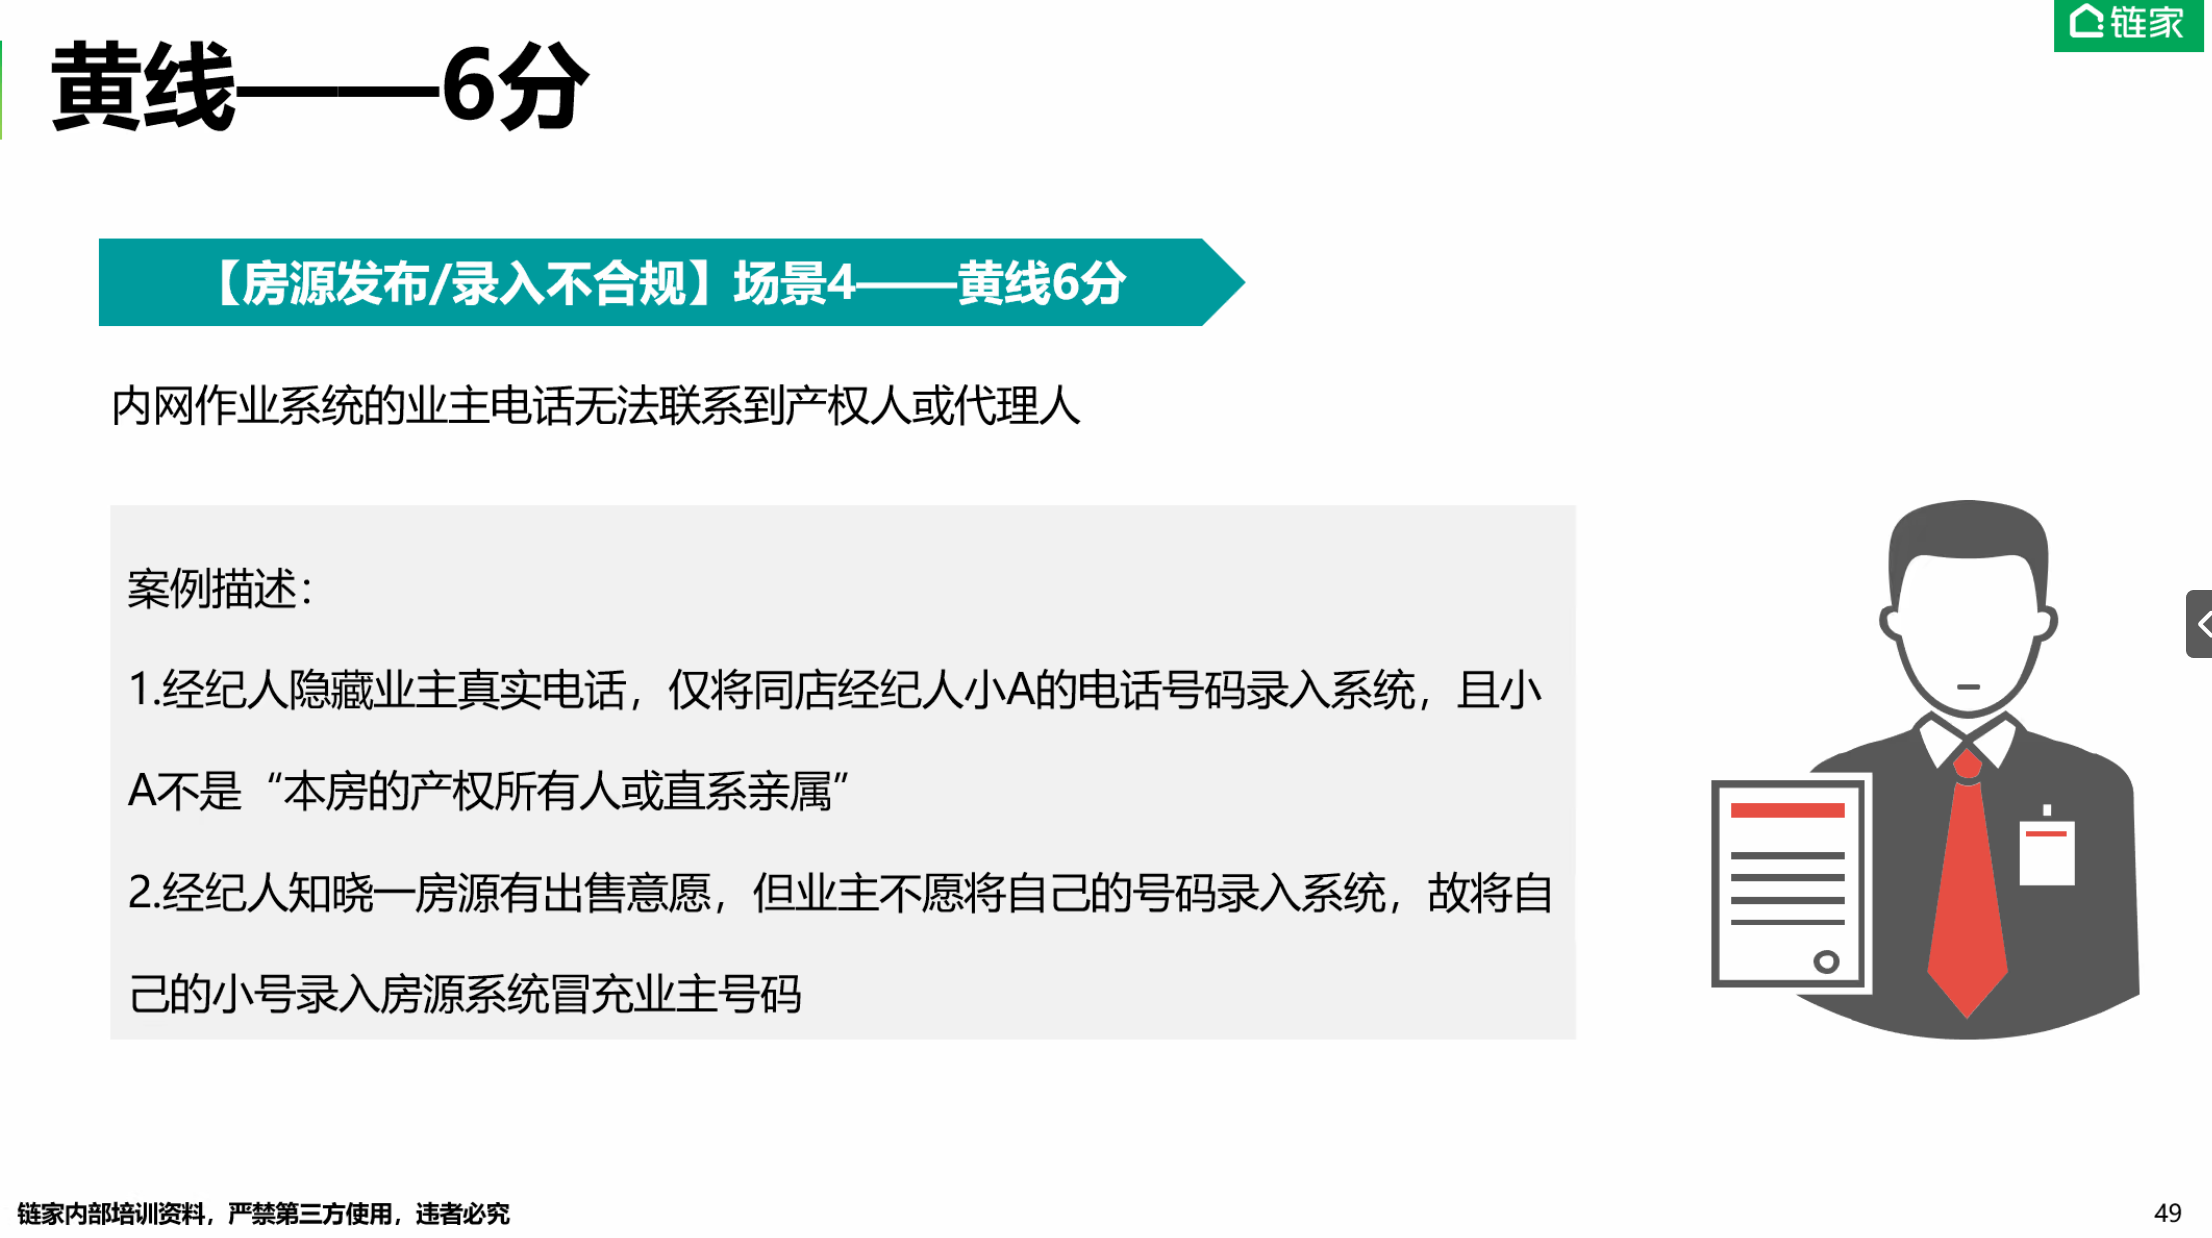 链家
黄线——6分
【房源发布/录入不合规】场景4——黄线6分
内网作业系统的业主电话无法联系到产权人或代理人
案例描述：
1.经纪人隐藏业主真实电话，仅将同店经纪人小A的电话号码录入系统，且小
A不是“本房的产权所有人或直系亲属”
2.经纪人知晓一房源有出售意愿，但业主不愿将自己的号码录入系统，故将自
己的小号录入房源系统冒充业主号码
链家内部培训资料，严禁第三方使用，违者必究
49